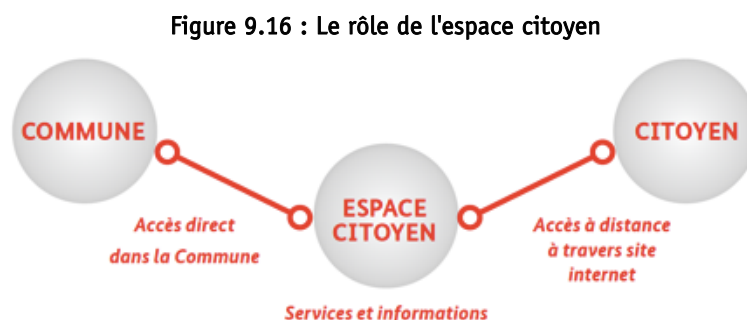 Figure 9.16 : Le rôle de l'espace citoyen
COMMUNE
CITOYEN
ESPACE
CITOYEN
Accès direct
dans la Commune
Accès à distance
à travers site
internet
Services et informations